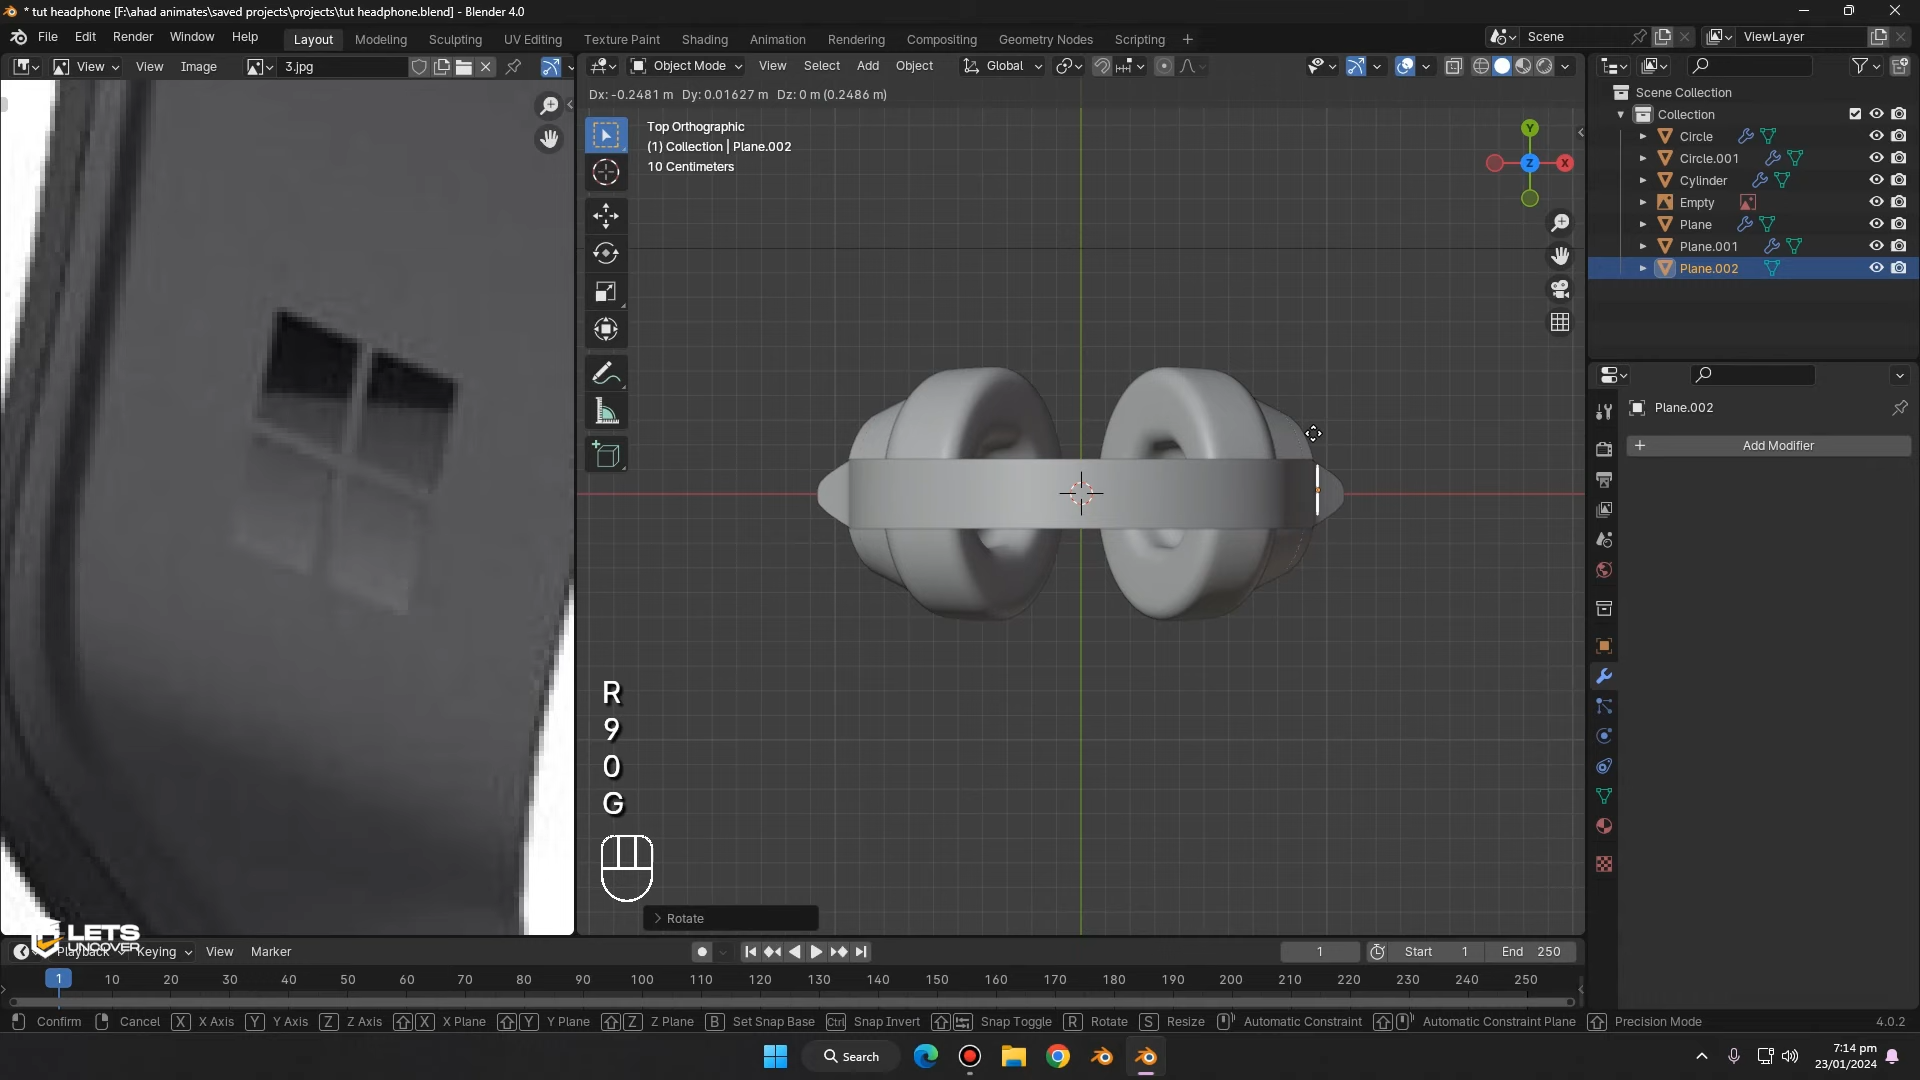 * tut headphone [F:\ahad animates\saved projects\projects\tut headphone.blend] - Blender 4.0
File Edit Render Window Help Layout Modeling Sculpting UV Editing Texture Paint Shading Animation Rendering Compositing Geometry Nodes Scripting + Scene ViewLayer
View View Image 3.jpg Object Mode View Select Add Object Global
Dx: -0.2481 m Dy: 0.01627 m Dz: 0 m (0.2486 m)
Top Orthographic
(1) Collection | Plane.002
10 Centimeters
Y
Z
X
Scene Collection
Collection
Circle
Circle.001
Cylinder
Empty
Plane
Plane.001
Plane.002
Plane.002
+ Add Modifier
R
9
0
G
> Rotate
LETS
UNCOVER
Playback Keying View Marker 1 Start 1 End 250
1 10 20 30 40 50 60 70 80 90 100 110 120 130 140 150 160 170 180 190 200 210 220 230 240 250
Confirm Cancel X X Axis Y Y Axis Z Z Axis X X Plane Y Y Plane Z Z Plane B Set Snap Base Ctrl Snap Invert Snap Toggle R Rotate S Resize Automatic Constraint Automatic Constraint Plane Precision Mode 4.0.2
Search
7:14 pm
23/01/2024